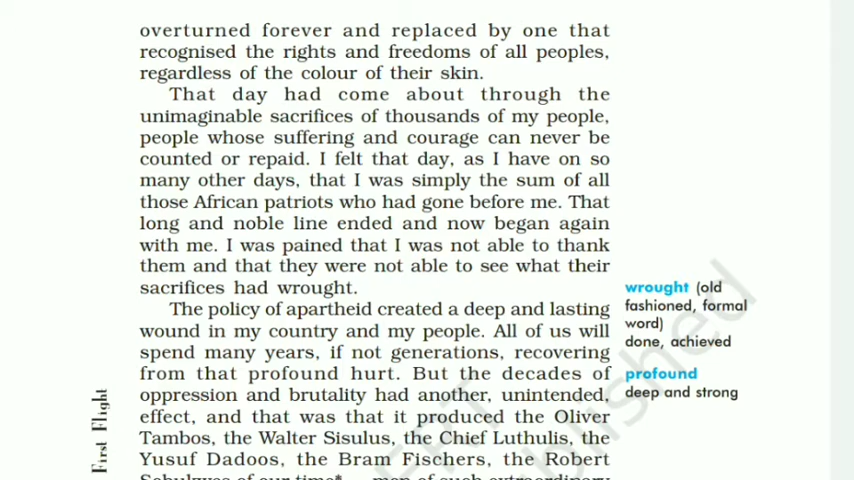 overturned forever and replaced by one that
recognised the rights and freedoms of all peoples,
regardless of the colour of their skin.
That day had come about through the
unimaginable sacrifices of thousands of my people,
people whose suffering and courage can never be
counted or repaid. I felt that day, as I have on so
many other days, that I was simply the sum of all
those African patriots who had gone before me. That
long and noble line ended and now began again
with me. I was pained that I was not able to thank
them and that they were not able to see what their
sacrifices had wrought.
The policy of apartheid created a deep and lasting
wound in my country and my people. All of us will
spend many years, if not generations, recovering
from that profound hurt. But the decades of
oppression and brutality had another, unintended,
effect, and that was that it produced the Oliver
Tambos, the Walter Sisulus, the Chief Luthulis, the
Yusuf Dadoos, the Bram Fischers, the Robert
Sobukwes of our time* — men of such extraordinary
wrought (old
fashioned, formal
word)
done, achieved
profound
deep and strong
First Flight